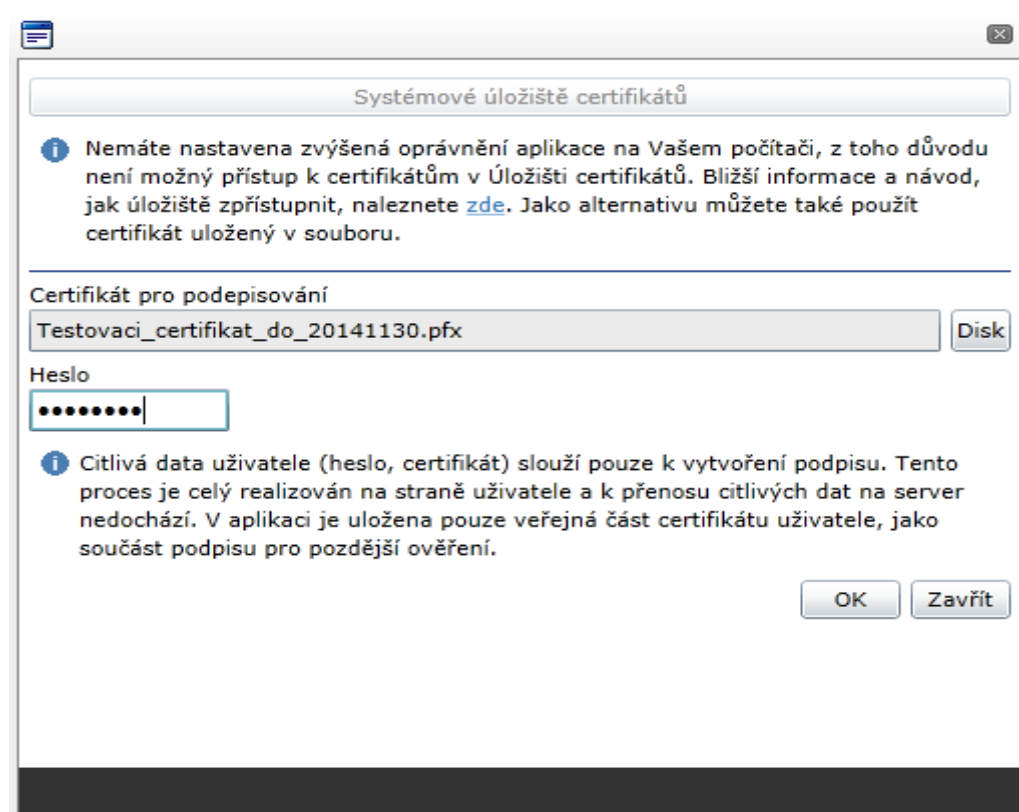 Systémové úložiště certifikátů
Nemáte nastavena zvýšená oprávnění aplikace na Vašem počítači, z toho důvodu
není možný přístup k certifikátům v Úložišti certifikátů. Bližší informace a návod,
jak úložiště zpřístupnit, naleznete zde. Jako alternativu můžete také použít
certifikát uložený v souboru.
Certifikát pro podepisování
Testovaci_certifikat_do_20141130.pfx
Disk
Heslo
••••••••
Citlivá data uživatele (heslo, certifikát) slouží pouze k vytvoření podpisu. Tento
proces je celý realizován na straně uživatele a k přenosu citlivých dat na server
nedochází. V aplikaci je uložena pouze veřejná část certifikátu uživatele, jako
součást podpisu pro pozdější ověření.
OK
Zavřít